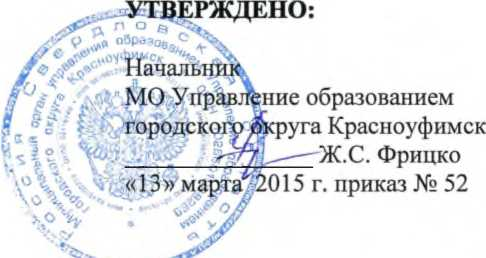 УТВЕРЖДЕНО:
Начальник
МО Управление образованием
городского округа Красноуфимск
Ж.С. Фрицко
«13» марта 2015 г. приказ № 52